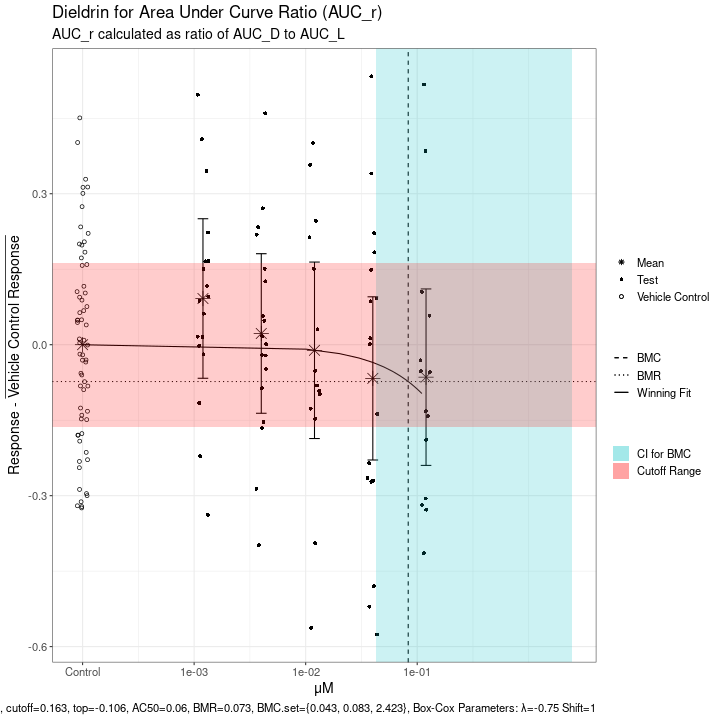 Dieldrin for Area Under Curve Ratio (AUC_r)
AUC_r calculated as ratio of AUC_D to AUC_L
Response - Vehicle Control Response
0.3
0.0
-0.3
-0.6
Control
1e-03
1e-02
1e-01
μM
Mean
Test
Vehicle Control
BMC
BMR
Winning Fit
CI for BMC
Cutoff Range
, cutoff=0.163, top=-0.106, AC50=0.06, BMR=0.073, BMC.set={0.043, 0.083, 2.423}, Box-Cox Parameters: λ=-0.75 Shift=1